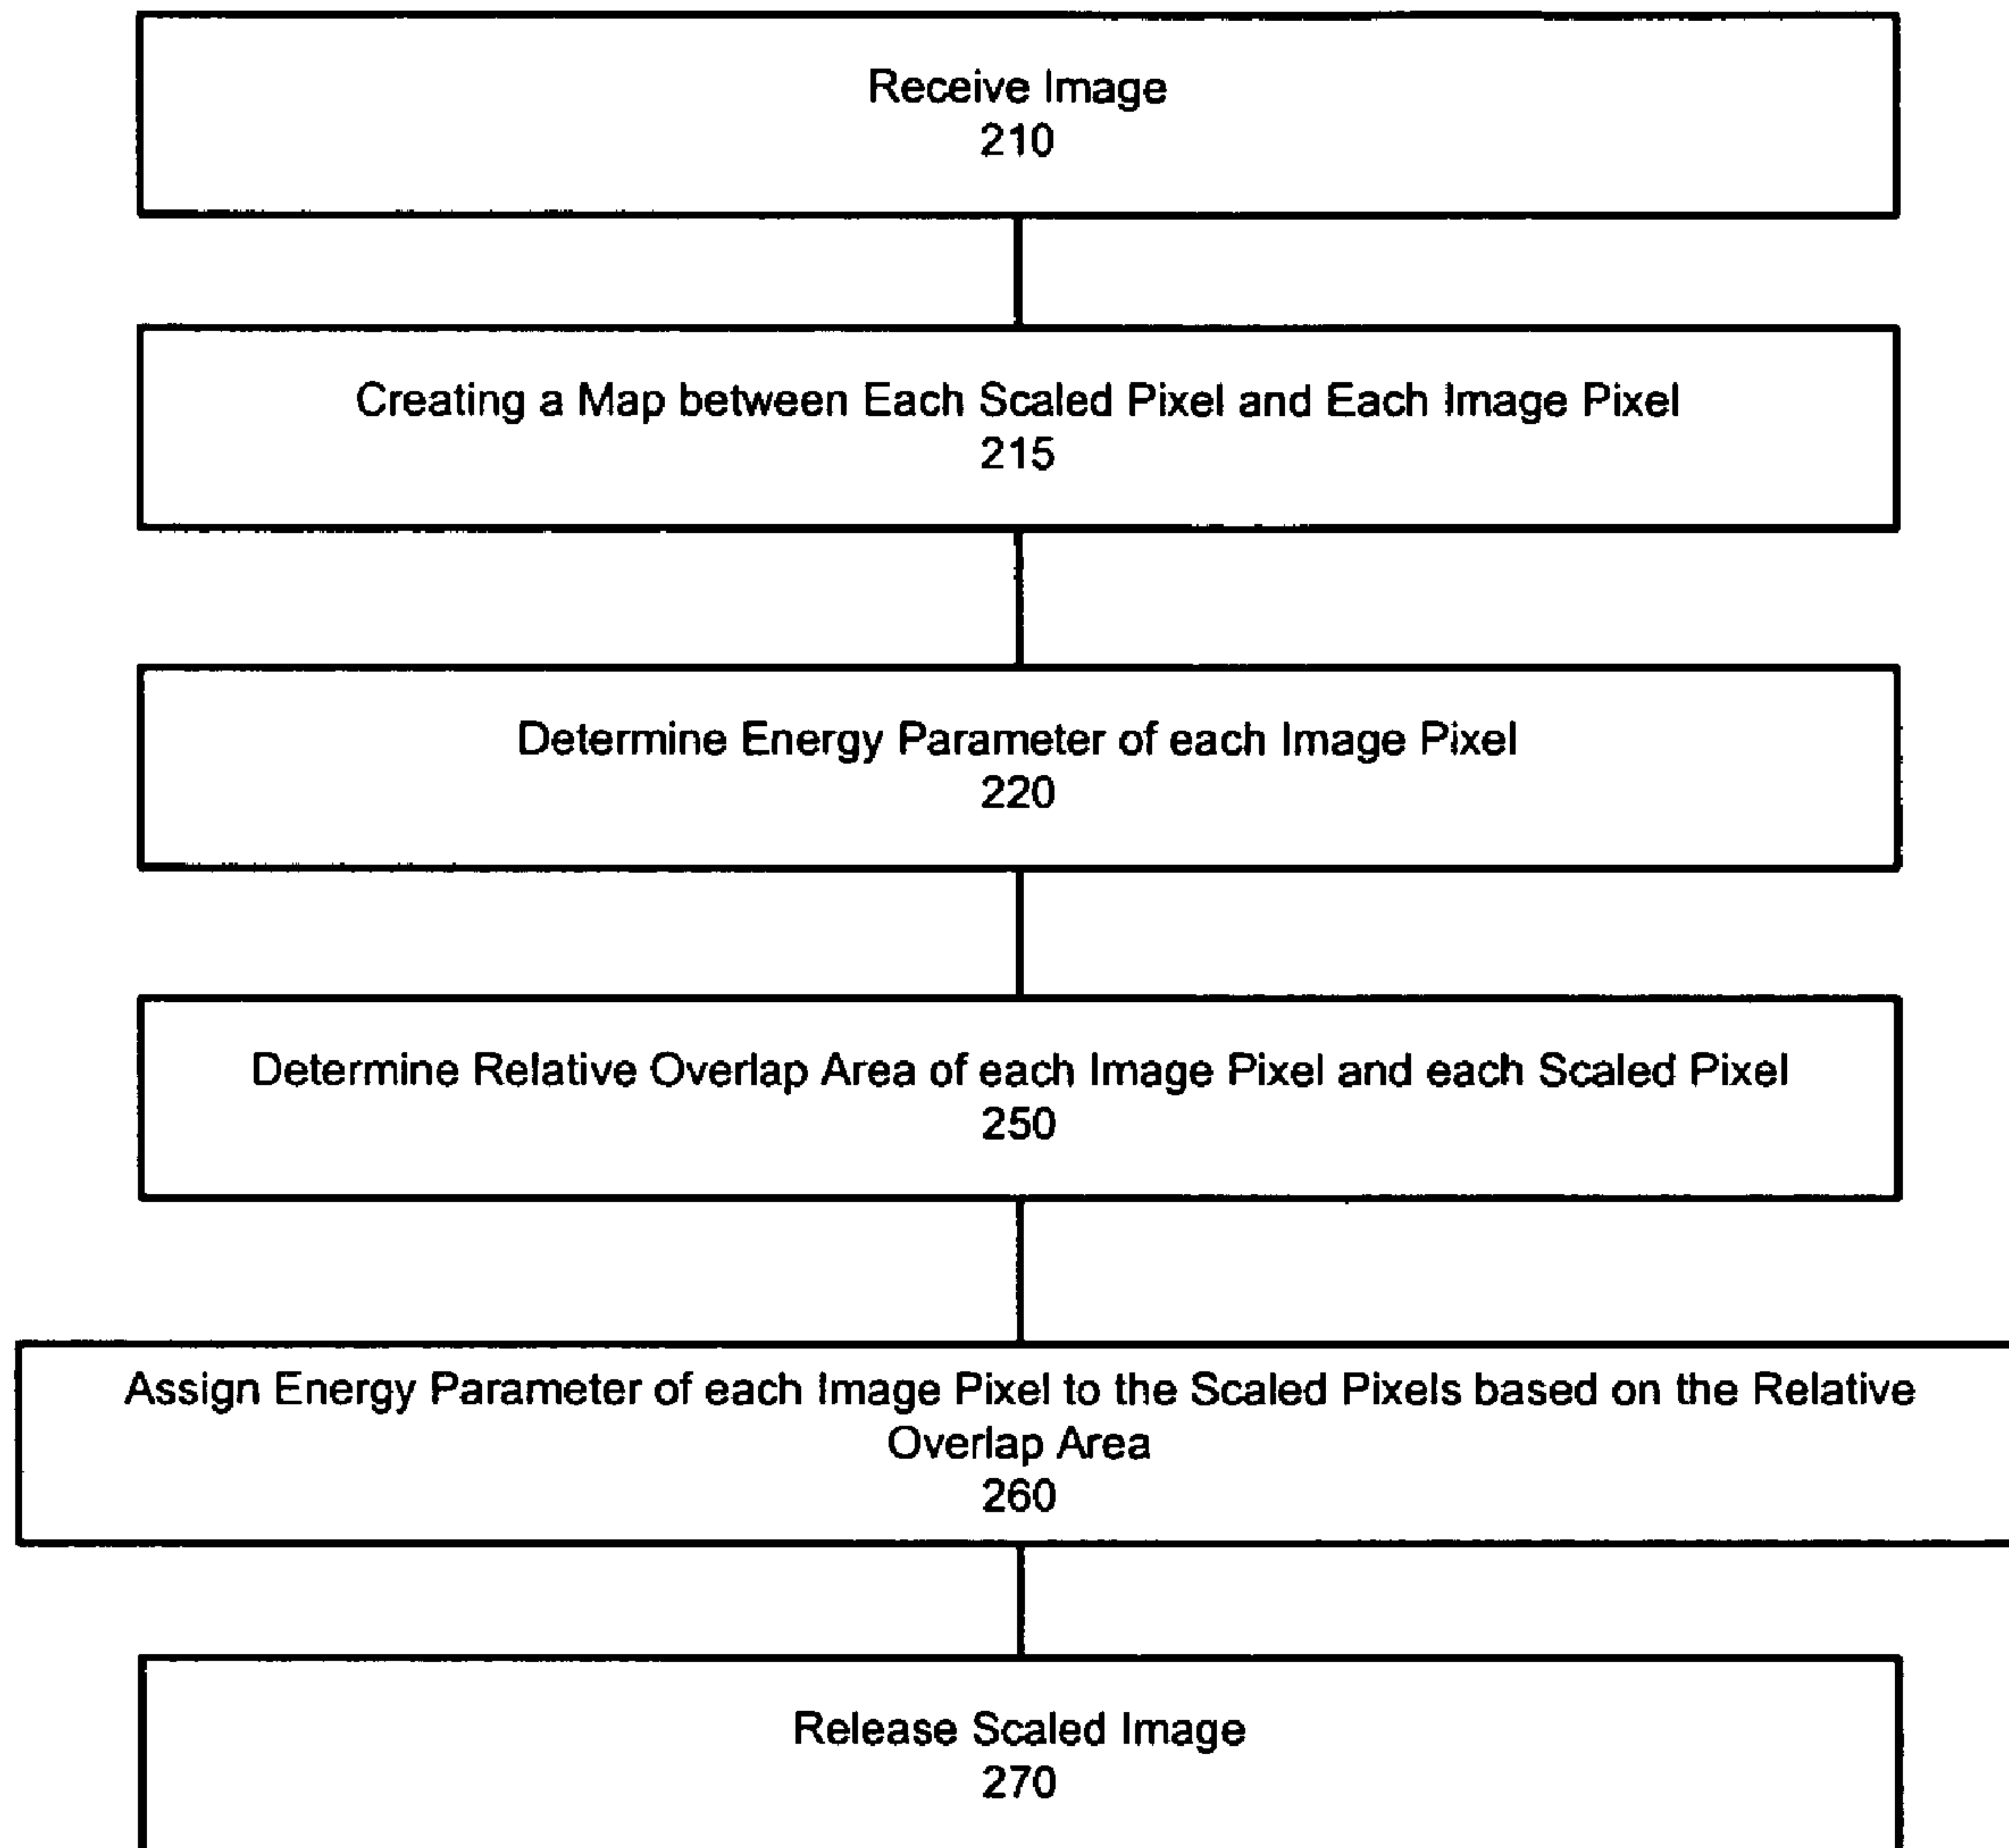 Receive Image
210
Creating a Map between Each Scaled Pixel and Each Image Pixel
215
Determine Energy Parameter of each Image Pixel
220
Determine Relative Overlap Area of each Image Pixel and each Scaled Pixel
250
Assign Energy Parameter of each Image Pixel to the Scaled Pixels based on the Relative
Overlap Area
260
Release Scaled Image
270